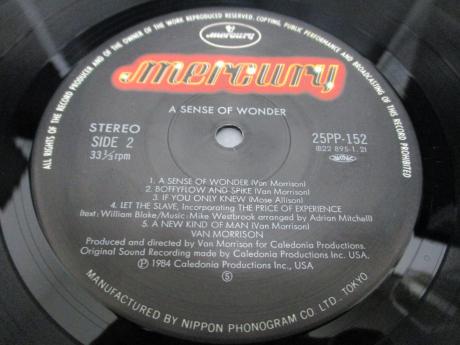 ALL RIGHTS OF THE RECORD PRODUCER AND OF THE OWNER OF THE WORK REPRODUCED RESERVED. COPYING, PUBLIC PERFORMANCE AND BROADCASTING OF THIS RECORD PROHIBITED
mercury
mercury
A SENSE OF WONDER
STEREO
SIDE 2
33⅓rpm
25PP-152
(822 895-1.2)
1. A SENSE OF WONDER (Van Morrison)
2. BOFFYFLOW AND SPIKE (Van Morrison)
3. IF YOU ONLY KNEW (Mose Allison)
4. LET THE SLAVE, Incorporating THE PRICE OF EXPERIENCE
(text: William Blake/Music: Mike Westbrook arranged by Adrian Mitchell)
5. A NEW KIND OF MAN (Van Morrison)
VAN MORRISON
Produced and directed by Van Morrison for Caledonia Productions.
Original Sound Recording made by Caledonia Productions INC. USA.
Ⓟ 1984 Caledonia Productions Inc., USA
Ⓢ
MANUFACTURED BY NIPPON PHONOGRAM CO. LTD., TOKYO